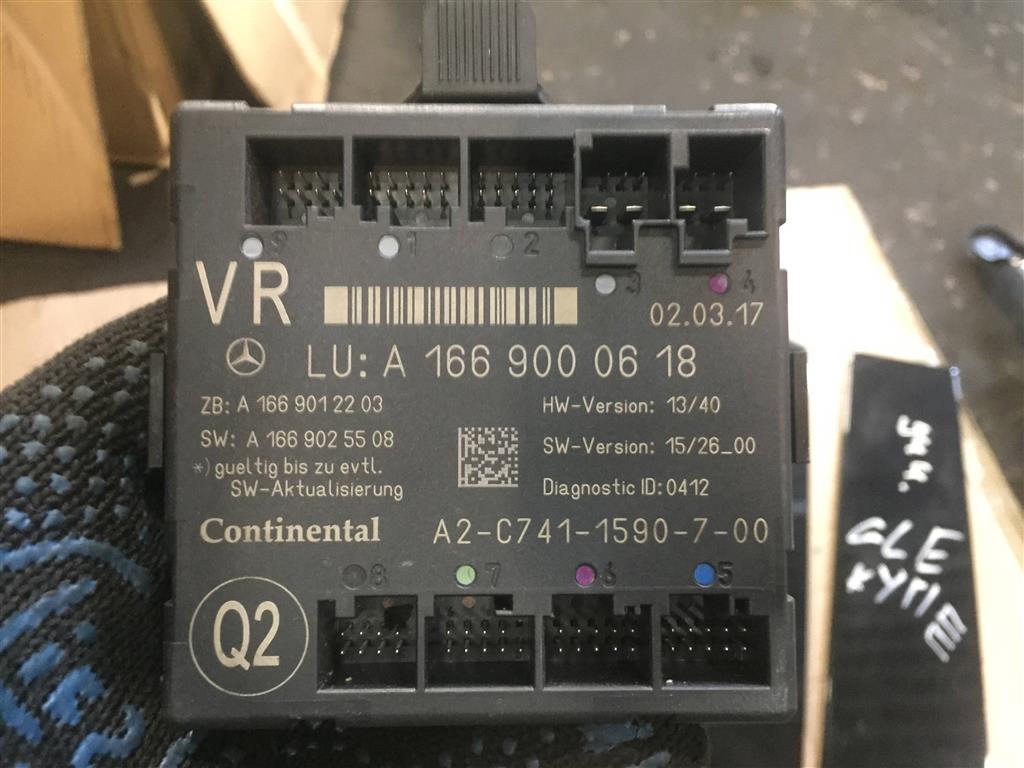 9 1 2
3 4
VR
02.03.17
LU: A 166 900 06 18
ZB: A 166 901 22 03
HW-Version: 13/40
SW: A 166 902 55 08
SW-Version: 15/26_00
*) gueltig bis zu evtl.
SW-Aktualisierung
Diagnostic ID: 0412
Continental
A2-C741-1590-7-00
8 7 6 5
Q2
GLE
КУПЕ